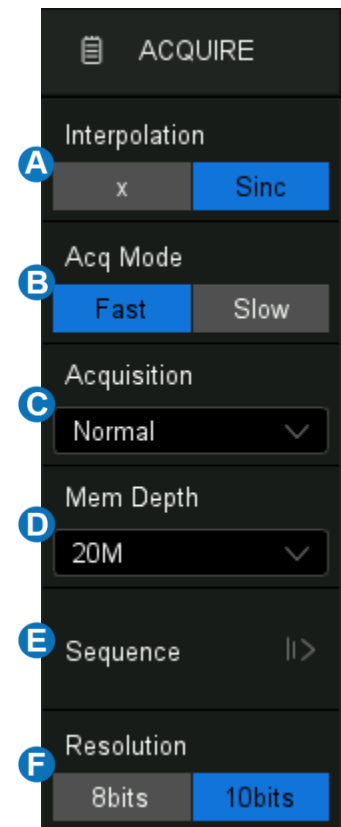 ACQUIRE
Interpolation
A
x Sinc
Acq Mode
B
Fast Slow
Acquisition
C
Normal
Mem Depth
D
20M
E
Sequence
Resolution
F
8bits 10bits